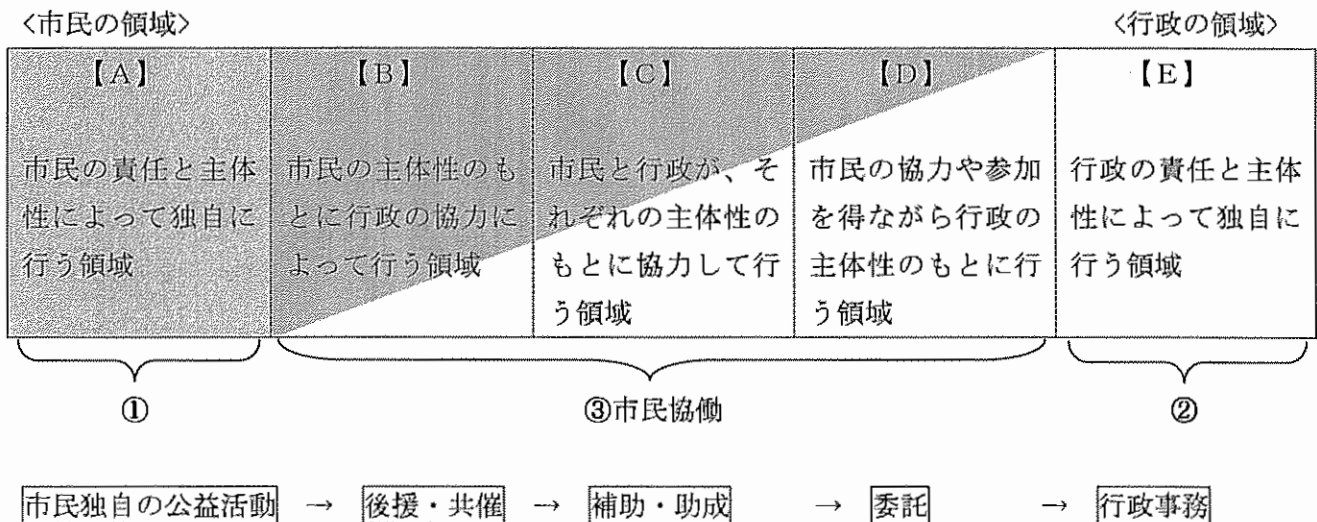 <市民の領域>
<行政の領域>
【A】
市民の責任と主体
性によって独自に
行う領域
【B】
市民の主体性のも
とに行政の協力に
よって行う領域
【C】
市民と行政が、そ
れぞれの主体性の
もとに協力して行
う領域
【D】
市民の協力や参加
を得ながら行政の
主体性のもとに行
う領域
【E】
行政の責任と主体
性によって独自に
行う領域
①
③市民協働
②
市民独自の公益活動 → 後援・共催 → 補助・助成 → 委託 → 行政事務